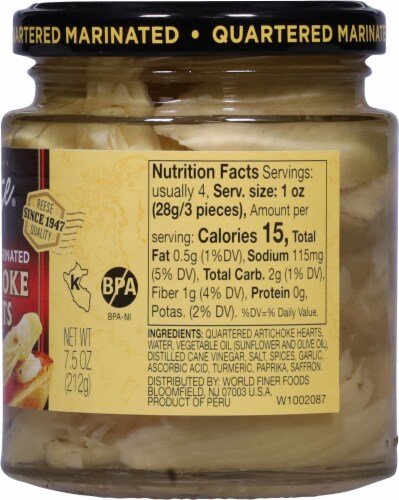 ARTERED MARINATED • QUARTERED MARINATE
REESE
SINCE 1947
QUALITY
NET WT
7.5 OZ
(212g)
K
BPA
BPA-NI
Nutrition Facts Servings:
usually 4, Serv. size: 1 oz
(28g/3 pieces), Amount per
serving: Calories 15, Total
Fat 0.5g (1%DV), Sodium 115mg
(5% DV), Total Carb. 2g (1% DV),
Fiber 1g (4% DV), Protein 0g,
Potas. (2% DV). %DV=% Daily Value.
INGREDIENTS: QUARTERED ARTICHOKE HEARTS,
WATER, VEGETABLE OIL (SUNFLOWER AND OLIVE OIL),
DISTILLED CANE VINEGAR, SALT, SPICES, GARLIC,
ASCORBIC ACID, TURMERIC, PAPRIKA, SAFFRON.
DISTRIBUTED BY: WORLD FINER FOODS
BLOOMFIELD, NJ 07003 U.S.A.
PRODUCT OF PERU W1002087